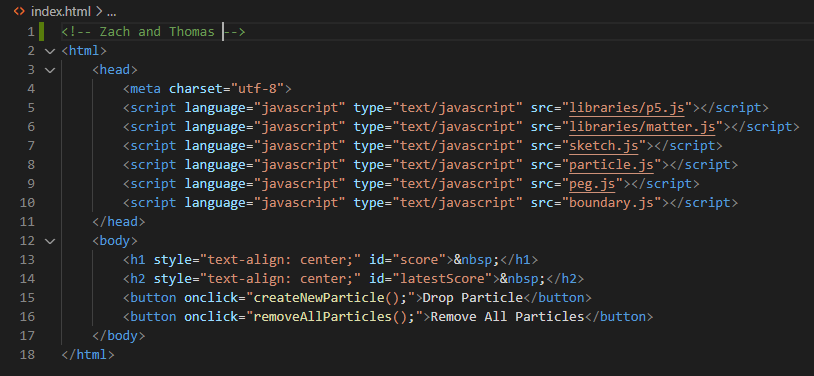 index.html > ...
1 <!-- Zach and Thomas -->
2 <html>
3 <head>
4 <meta charset="utf-8">
5 <script language="javascript" type="text/javascript" src="libraries/p5.js"></script>
6 <script language="javascript" type="text/javascript" src="libraries/matter.js"></script>
7 <script language="javascript" type="text/javascript" src="sketch.js"></script>
8 <script language="javascript" type="text/javascript" src="particle.js"></script>
9 <script language="javascript" type="text/javascript" src="peg.js"></script>
10 <script language="javascript" type="text/javascript" src="boundary.js"></script>
11 </head>
12 <body>
13 <h1 style="text-align: center;" id="score">&nbsp;</h1>
14 <h2 style="text-align: center;" id="latestScore">&nbsp;</h2>
15 <button onclick="createNewParticle();">Drop Particle</button>
16 <button onclick="removeAllParticles();">Remove All Particles</button>
17 </body>
18 </html>